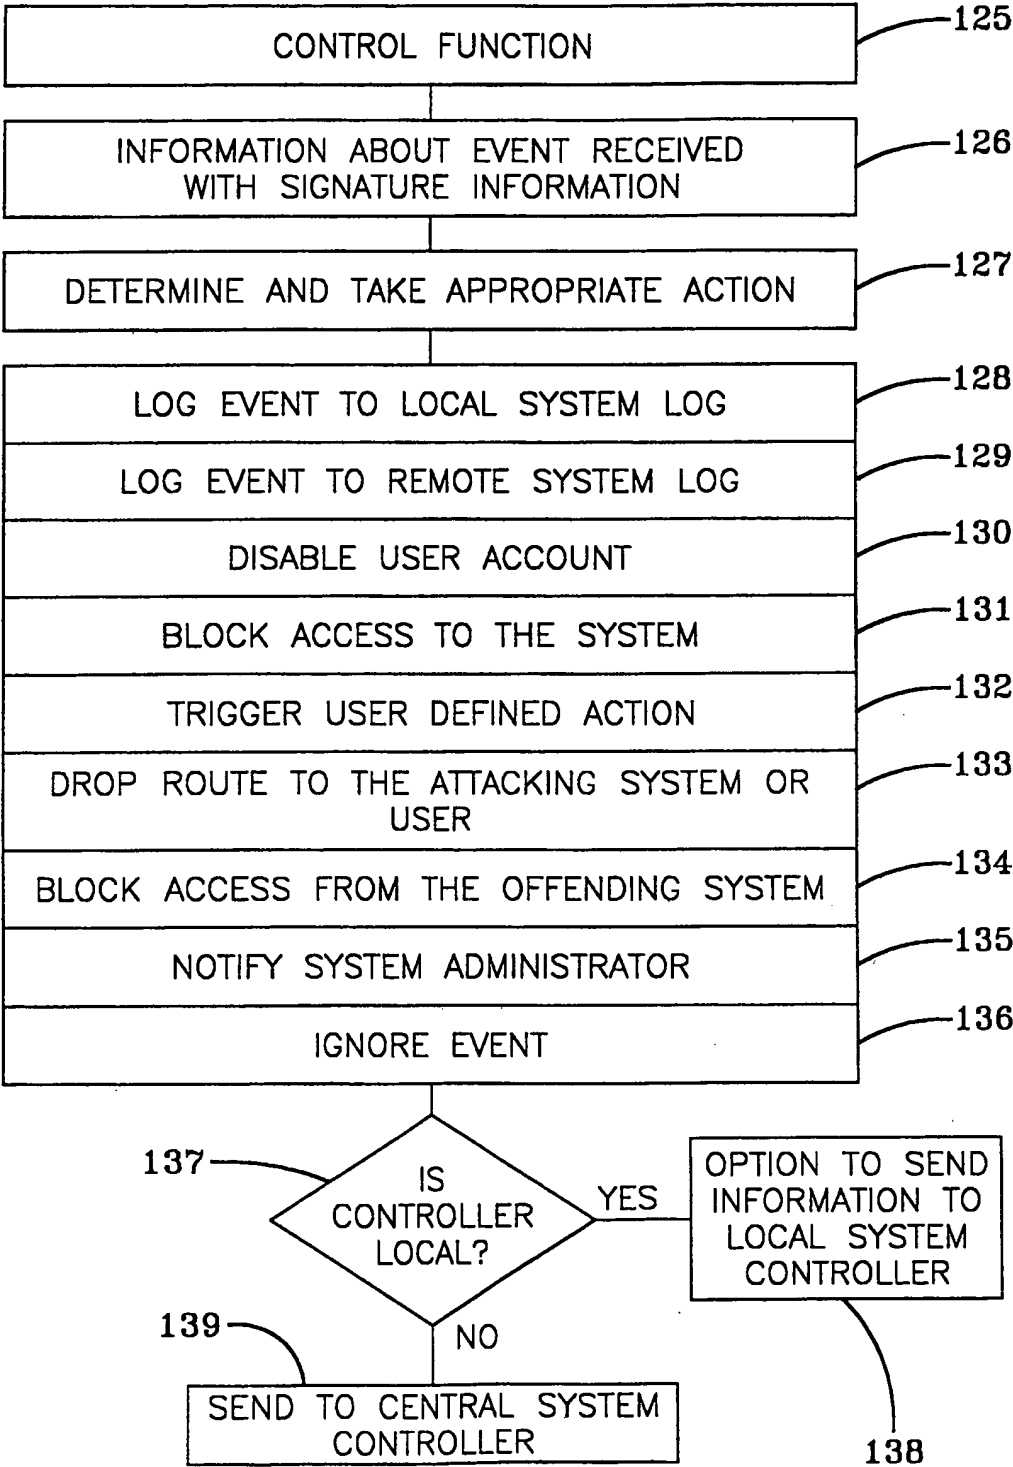 CONTROL FUNCTION
125
INFORMATION ABOUT EVENT RECEIVED
WITH SIGNATURE INFORMATION
126
DETERMINE AND TAKE APPROPRIATE ACTION
127
LOG EVENT TO LOCAL SYSTEM LOG
128
LOG EVENT TO REMOTE SYSTEM LOG
129
DISABLE USER ACCOUNT
130
BLOCK ACCESS TO THE SYSTEM
131
TRIGGER USER DEFINED ACTION
132
DROP ROUTE TO THE ATTACKING SYSTEM OR
USER
133
BLOCK ACCESS FROM THE OFFENDING SYSTEM
134
NOTIFY SYSTEM ADMINISTRATOR
135
IGNORE EVENT
136
137
IS
CONTROLLER
LOCAL?
YES
OPTION TO SEND
INFORMATION TO
LOCAL SYSTEM
CONTROLLER
138
NO
139
SEND TO CENTRAL SYSTEM
CONTROLLER